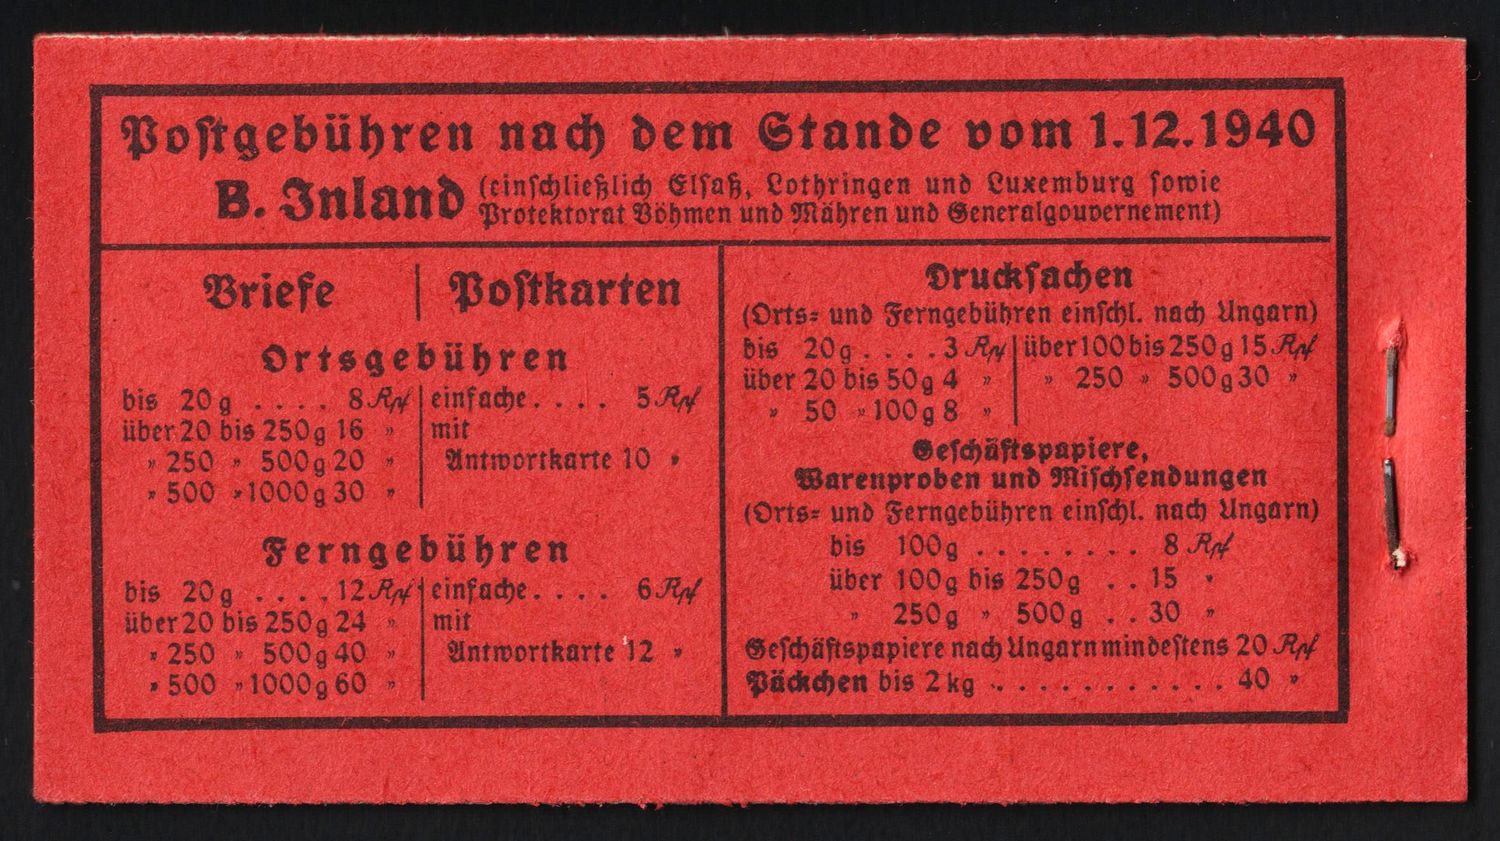 Postgebühren nach dem Stande vom 1.12.1940
B. Inland (einschließlich Elsaß, Lothringen und Luxemburg sowie
Protektorat Böhmen und Mähren und Generalgouvernement)
Briefe | Postkarten
Ortsgebühren
bis 20 g . . . . 8 Rpf | einfache . . . . 5 Rpf
über 20 bis 250 g 16 " | mit
" 250 " 500 g 20 " | Antwortkarte 10 "
" 500 " 1000 g 30 "
Ferngebühren
bis 20 g . . . . 12 Rpf | einfache . . . . 6 Rpf
über 20 bis 250 g 24 " | mit
" 250 " 500 g 40 " | Antwortkarte 12 "
" 500 " 1000 g 60 "
Drucksachen
(Orts= und Ferngebühren einschl. nach Ungarn)
bis 20 g . . . . 3 Rpf | über 100 bis 250 g 15 Rpf
über 20 bis 50 g 4 " | " 250 " 500 g 30 "
" 50 " 100 g 8 "
Geschäftspapiere,
Warenproben und Mischsendungen
(Orts= und Ferngebühren einschl. nach Ungarn)
bis 100 g . . . . . . . . 8 Rpf
über 100 g bis 250 g . . 15 "
" 250 g " 500 g . . 30 "
Geschäftspapiere nach Ungarn mindestens 20 Rpf
Päckchen bis 2 kg . . . . . . . . . . . . 40 "